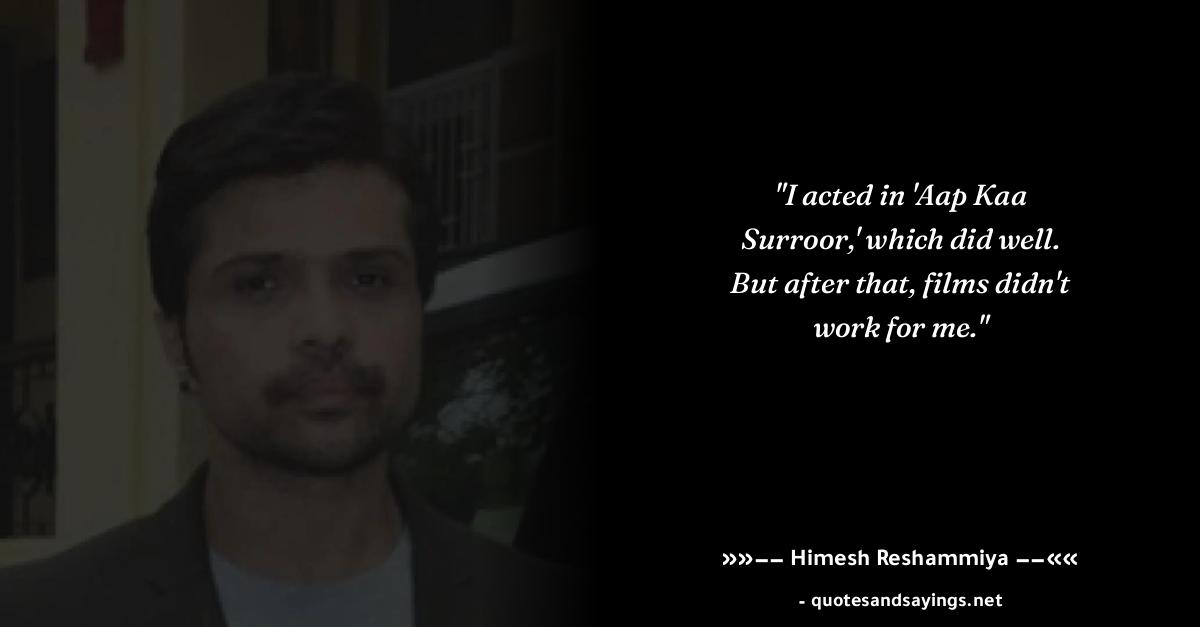 "I acted in 'Aap Kaa
Surroor,' which did well.
But after that, films didn't
work for me."
»»−− Himesh Reshammiya −−««
- quotesandsayings.net